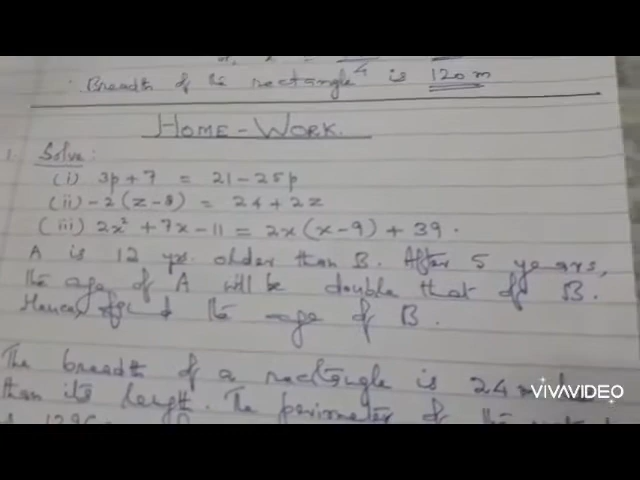 Breadth of the rectangle is 120 m
HOME-WORK.
1. Solve:
(i) 3p + 7 = 21 - 25p
(ii) -2(z-8) = 24 + 2z
(iii) 2x² + 7x - 11 = 2x(x-9) + 39.
A is 12 yrs. older than B. After 5 years,
the age of A will be double that of B.
Hence, find the age of B.
The breadth of a rectangle is 24 m
than its length. The perimeter of the
VIVAVIDEO